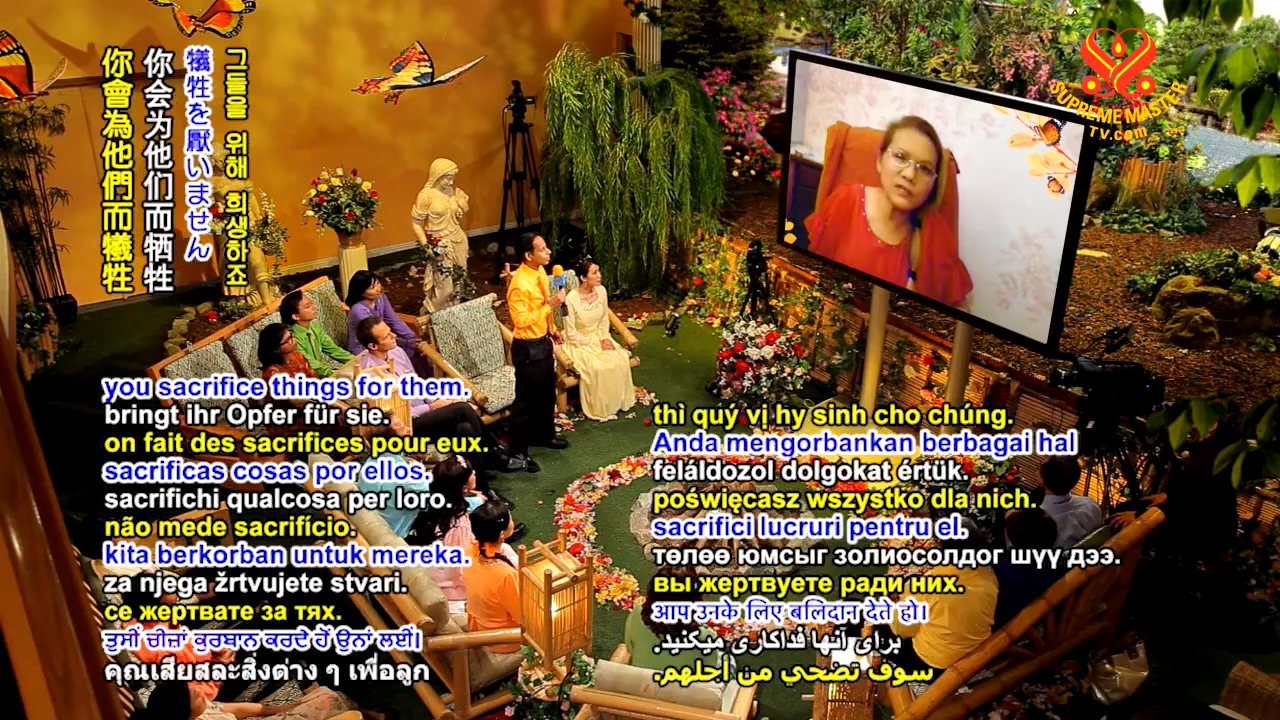 SUPREME MASTER
TV.com
그들을 위해 희생하죠
犠牲を厭いません
你会为他们而牺牲
你會為他們而犧牲
you sacrifice things for them.
bringt ihr Opfer für sie.
on fait des sacrifices pour eux.
sacrificas cosas por ellos.
sacrifichi qualcosa per loro.
não mede sacrifício.
kita berkorban untuk mereka.
za njega žrtvujete stvari.
се жертвате за тях.
ਤੁਸੀਂ ਚੀਜ਼ਾਂ ਕੁਰਬਾਨ ਕਰਦੇ ਹੋਂ ਉਨਾਂ ਲਈਂ।
คุณเสียสละสิ่งต่าง ๆ เพื่อลูก
thì quý vị hy sinh cho chúng.
Anda mengorbankan berbagai hal
feláldozol dolgokat értük.
poświęcasz wszystko dla nich.
sacrifici lucruri pentru el.
төлөө юмсыг золиосолдог шүү дээ.
вы жертвуете ради них.
आप उनके लिए बलिदान देते हो।
برای آنها فداکاری میکنید.
سوف تضحي من أجلهم.